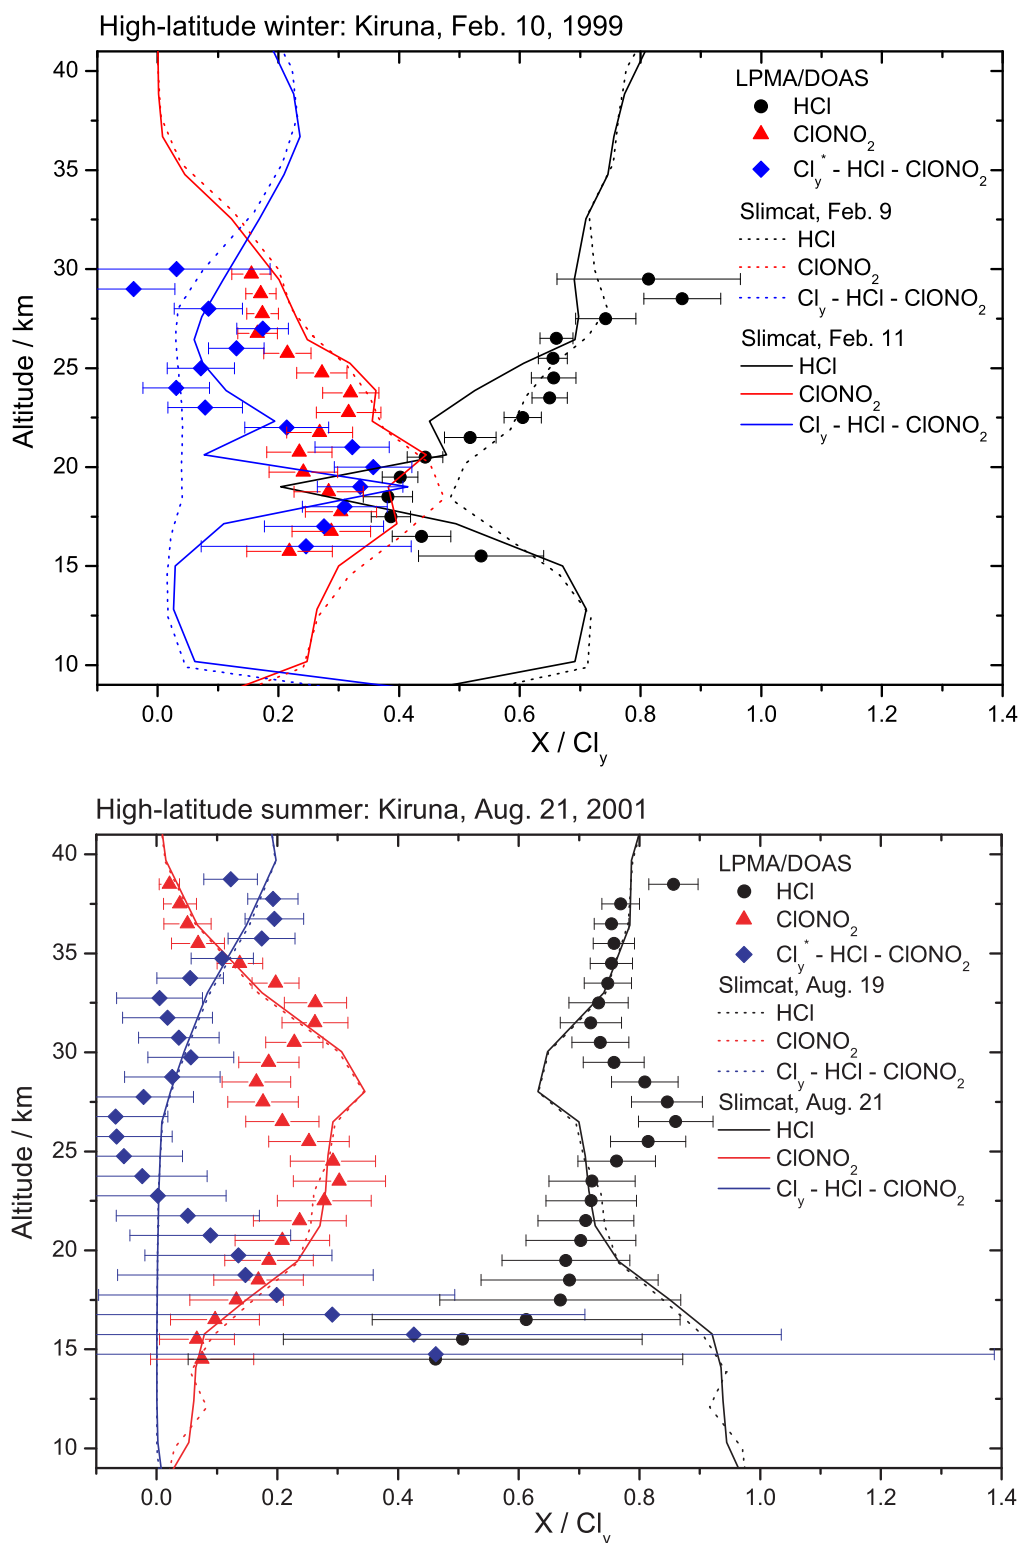 High-latitude winter: Kiruna, Feb. 10, 1999
40
35
30
25
20
15
10
Altitude / km
LPMA/DOAS
HCl
ClONO2
Cly* - HCl - ClONO2
Slimcat, Feb. 9
HCl
ClONO2
Cly - HCl - ClONO2
Slimcat, Feb. 11
HCl
ClONO2
Cly - HCl - ClONO2
0.0 0.2 0.4 0.6 0.8 1.0 1.2 1.4
X / Cly
High-latitude summer: Kiruna, Aug. 21, 2001
40
35
30
25
20
15
10
Altitude / km
LPMA/DOAS
HCl
ClONO2
Cly* - HCl - ClONO2
Slimcat, Aug. 19
HCl
ClONO2
Cly - HCl - ClONO2
Slimcat, Aug. 21
HCl
ClONO2
Cly - HCl - ClONO2
0.0 0.2 0.4 0.6 0.8 1.0 1.2 1.4
X / Cly